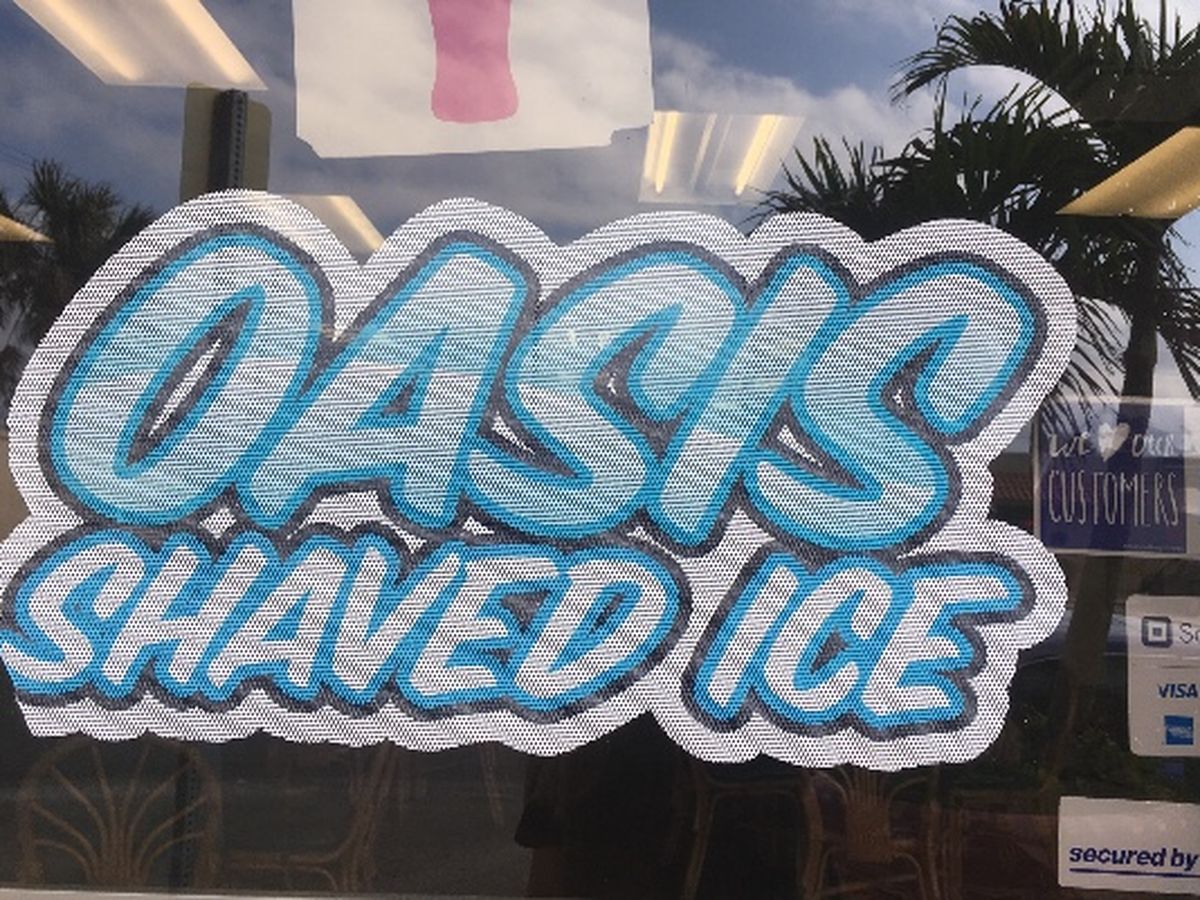 OASIS
SHAVED ICE
WE OUR
CUSTOMERS
VISA
secured by